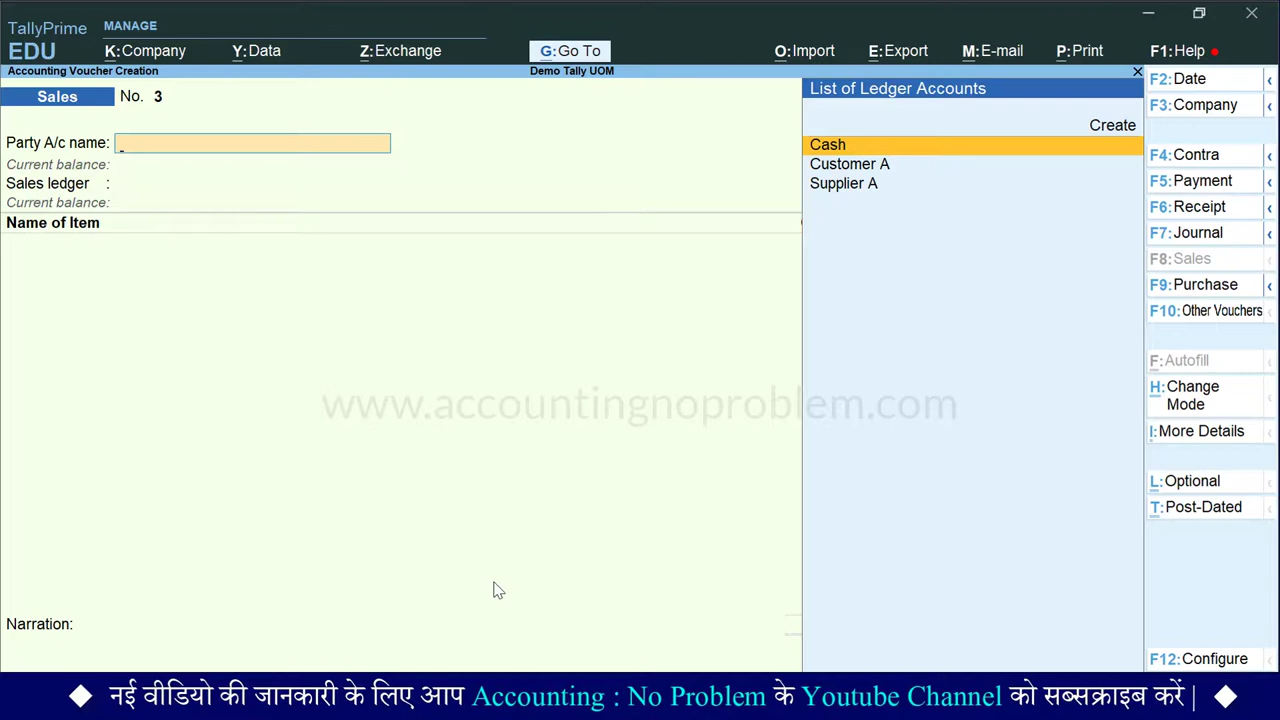 TallyPrime
EDU
MANAGE
K:Company
Y:Data
Z:Exchange
G:Go To
O:Import
E:Export
M:E-mail
P:Print
F1:Help
Accounting Voucher Creation
Demo Tally UOM
Sales
No. 3
Party A/c name:
Current balance:
Sales ledger :
Current balance:
Name of Item
Narration:
List of Ledger Accounts
Create
Cash
Customer A
Supplier A
F2:Date
F3:Company
F4:Contra
F5:Payment
F6:Receipt
F7:Journal
F8:Sales
F9:Purchase
F10:Other Vouchers
F:Autofill
H:Change
Mode
I:More Details
L:Optional
T:Post-Dated
F12:Configure
www.accountingnoproblem.com
नई वीडियो की जानकारी के लिए आप Accounting : No Problem के Youtube Channel को सब्सक्राइब करें |